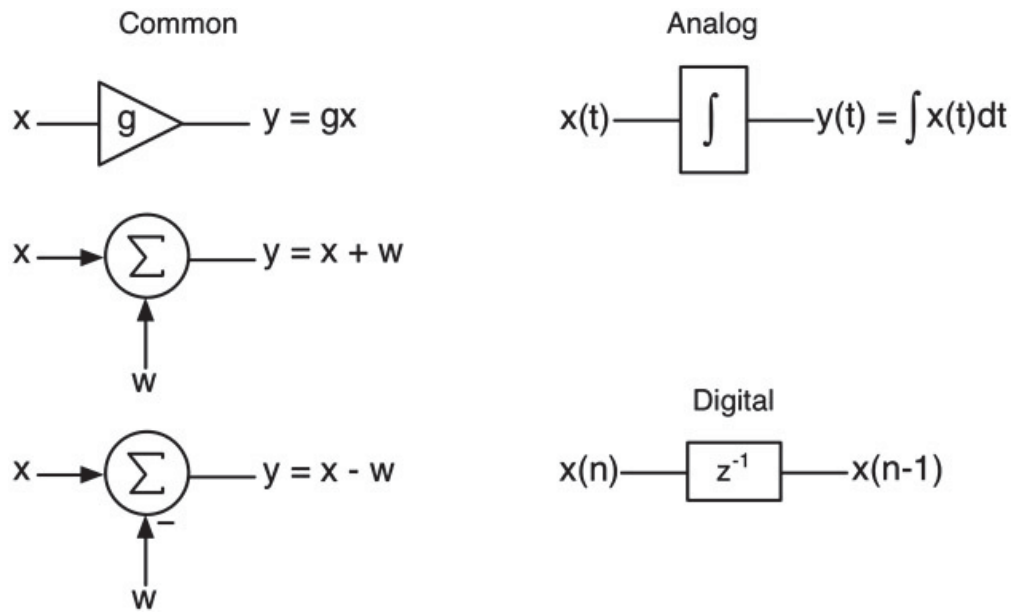 Common
x g y = gx
x Σ y = x + w
w
x Σ y = x - w
–
w
Analog
x(t) ∫ y(t) = ∫x(t)dt
Digital
x(n) z⁻¹ x(n-1)